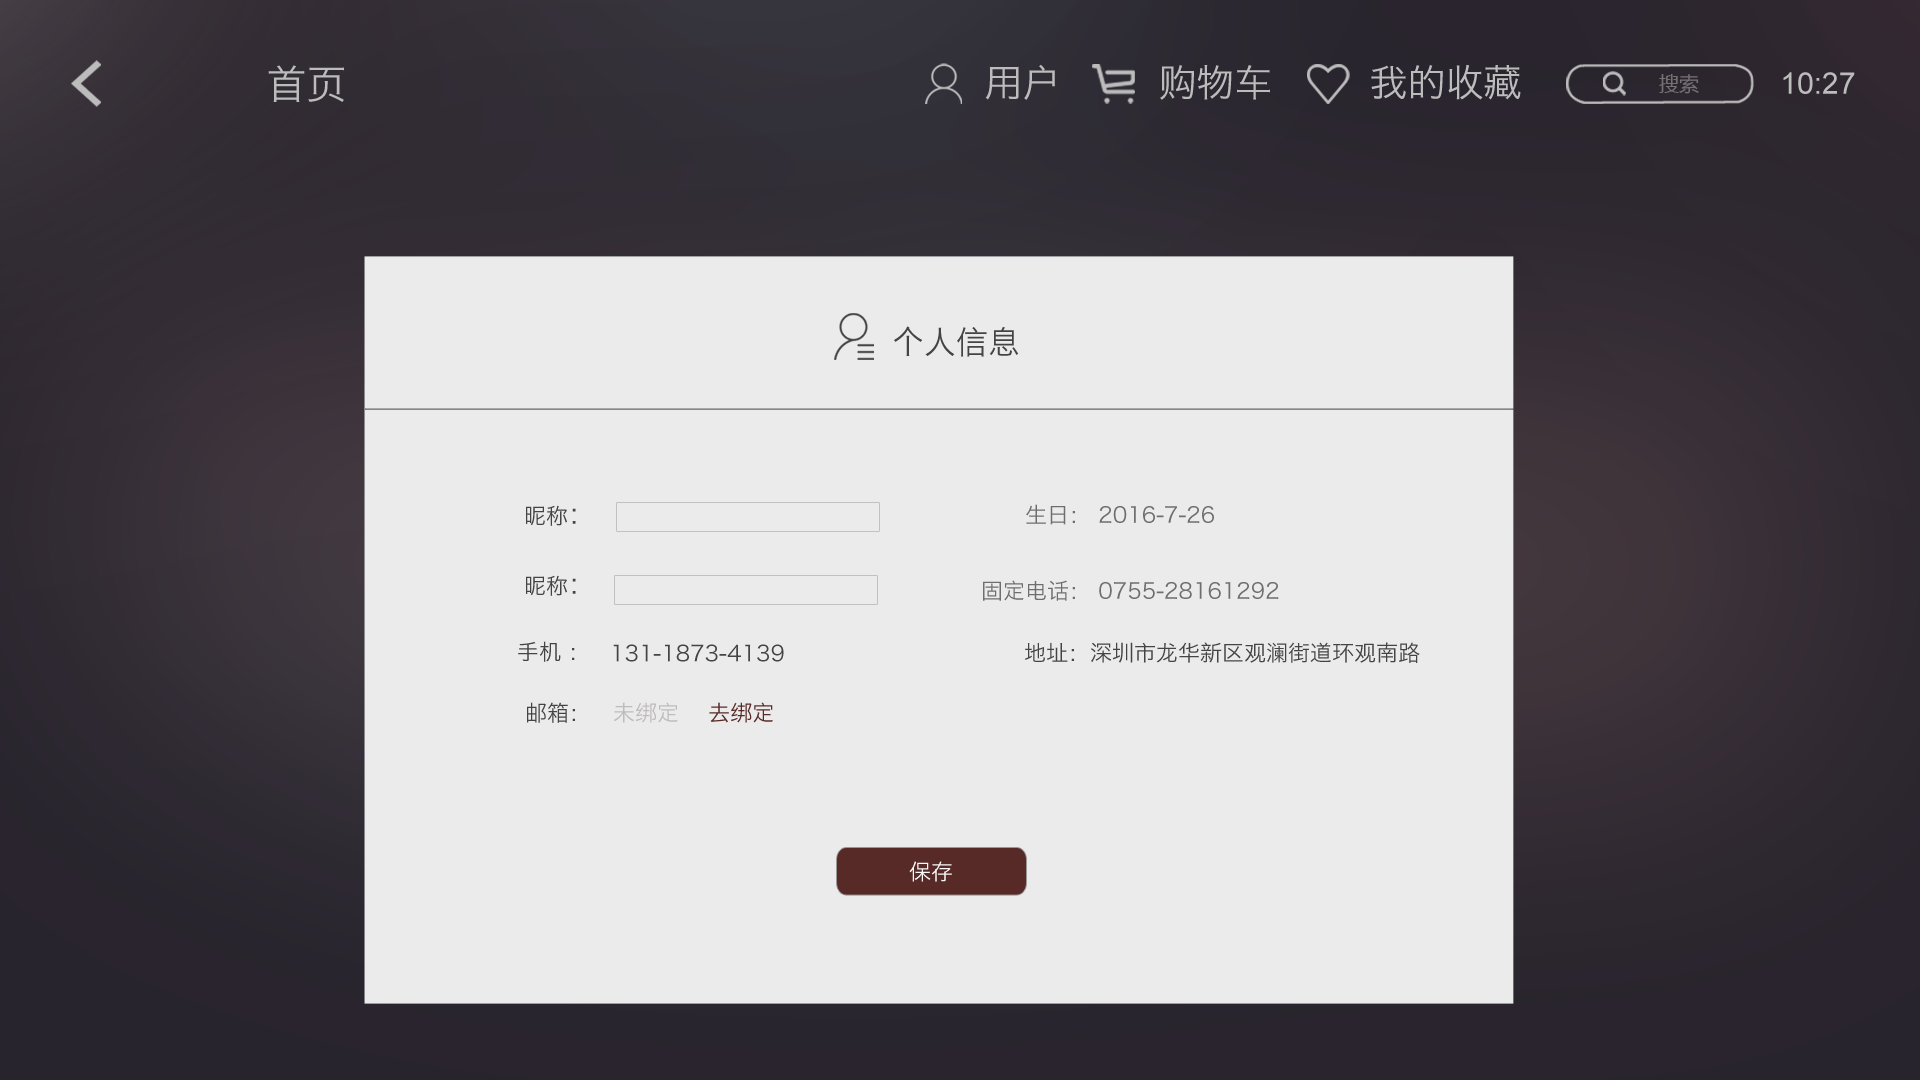 首页 用户 购物车 我的收藏 搜索 10:27
个人信息
昵称： 生日： 2016-7-26
昵称： 固定电话： 0755-28161292
手机 ： 131-1873-4139 地址： 深圳市龙华新区观澜街道环观南路
邮箱： 未绑定 去绑定
保存